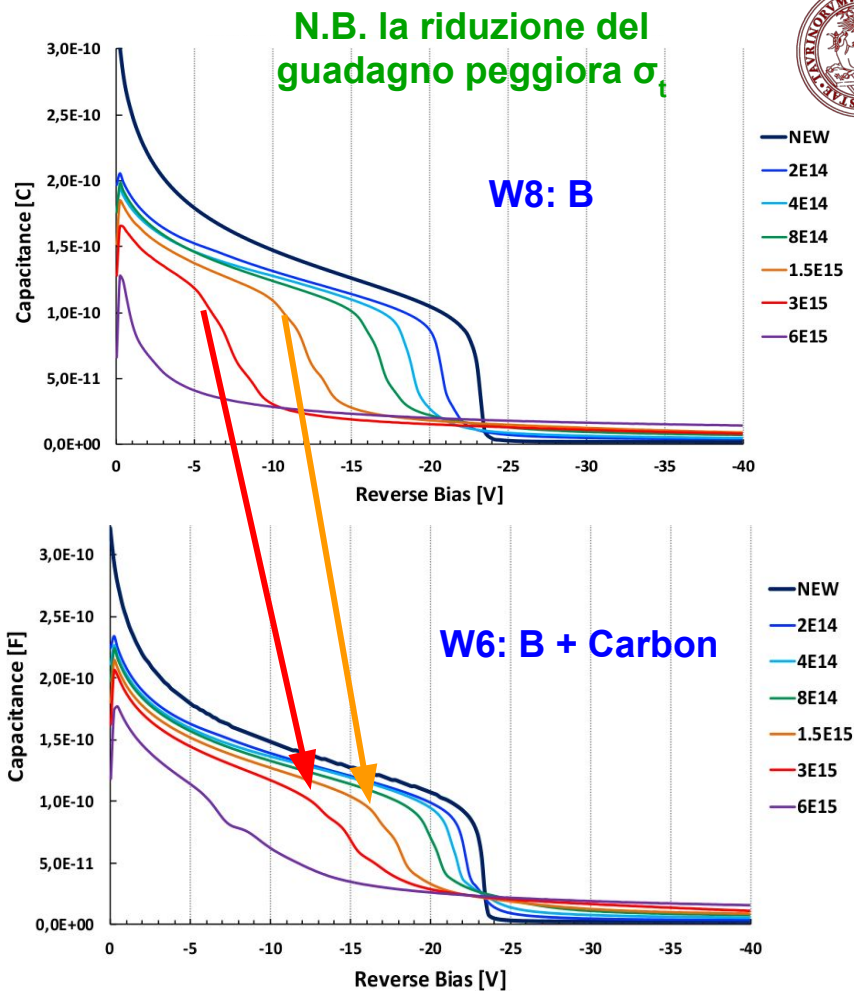 N.B. la riduzione del
guadagno peggiora σt
TAURINORUM
STAE
3,0E-10
2,5E-10
2,0E-10
1,5E-10
1,0E-10
5,0E-11
0,0E+00
Capacitance [C]
W8: B
NEW
2E14
4E14
8E14
1.5E15
3E15
6E15
0 -5 -10 -15 -20 -25 -30 -35 -40
Reverse Bias [V]
3,0E-10
2,5E-10
2,0E-10
1,5E-10
1,0E-10
5,0E-11
0,0E+00
Capacitance [F]
W6: B + Carbon
NEW
2E14
4E14
8E14
1.5E15
3E15
6E15
0 -5 -10 -15 -20 -25 -30 -35 -40
Reverse Bias [V]